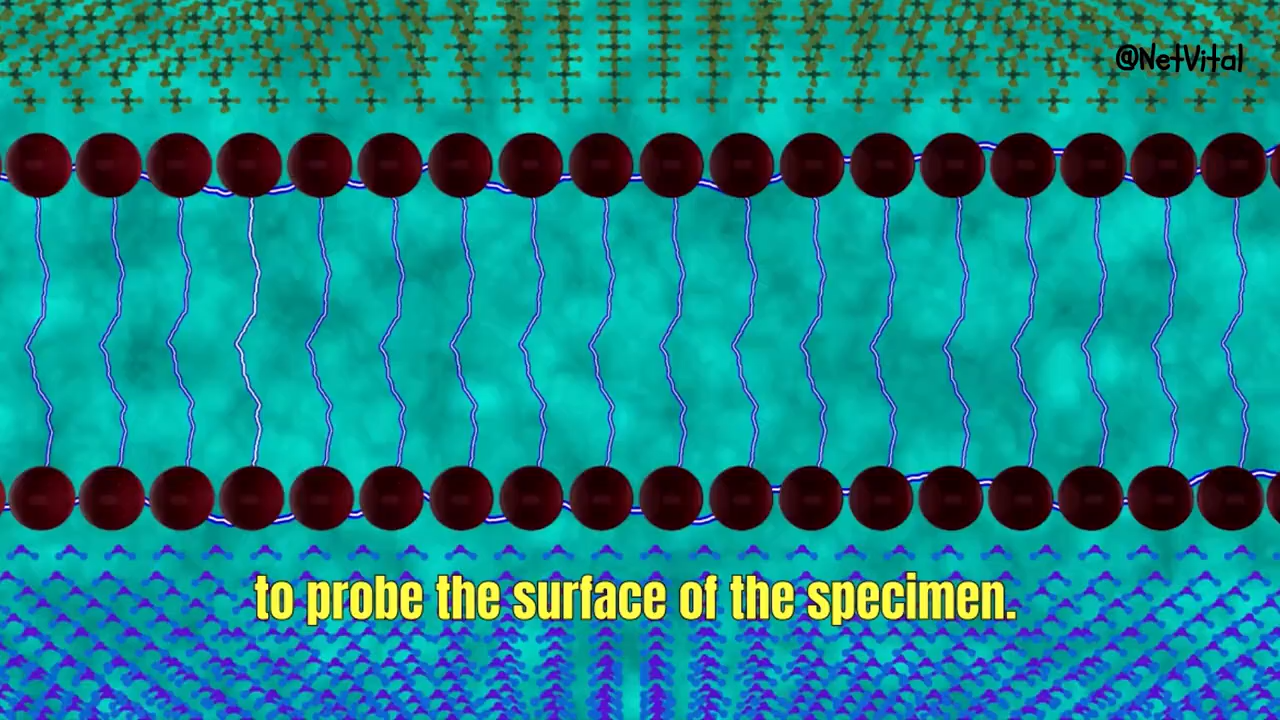 @NetVital
to probe the surface of the specimen.